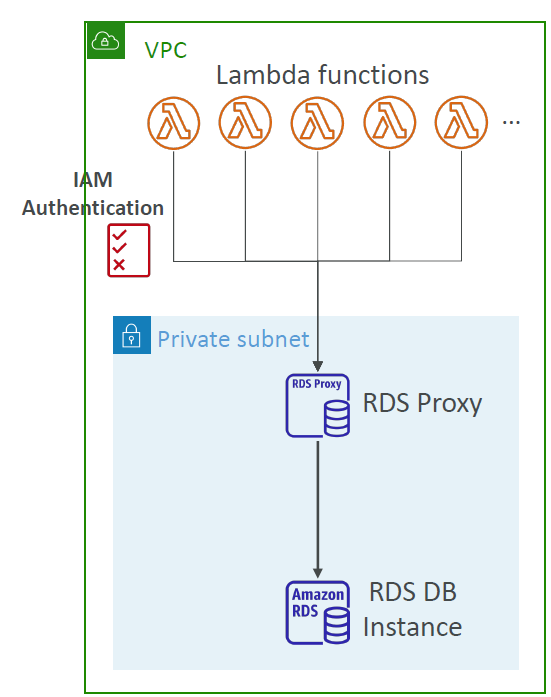 VPC
Lambda functions
...
IAM
Authentication
Private subnet
RDS Proxy
RDS Proxy
Amazon
RDS
RDS DB
Instance